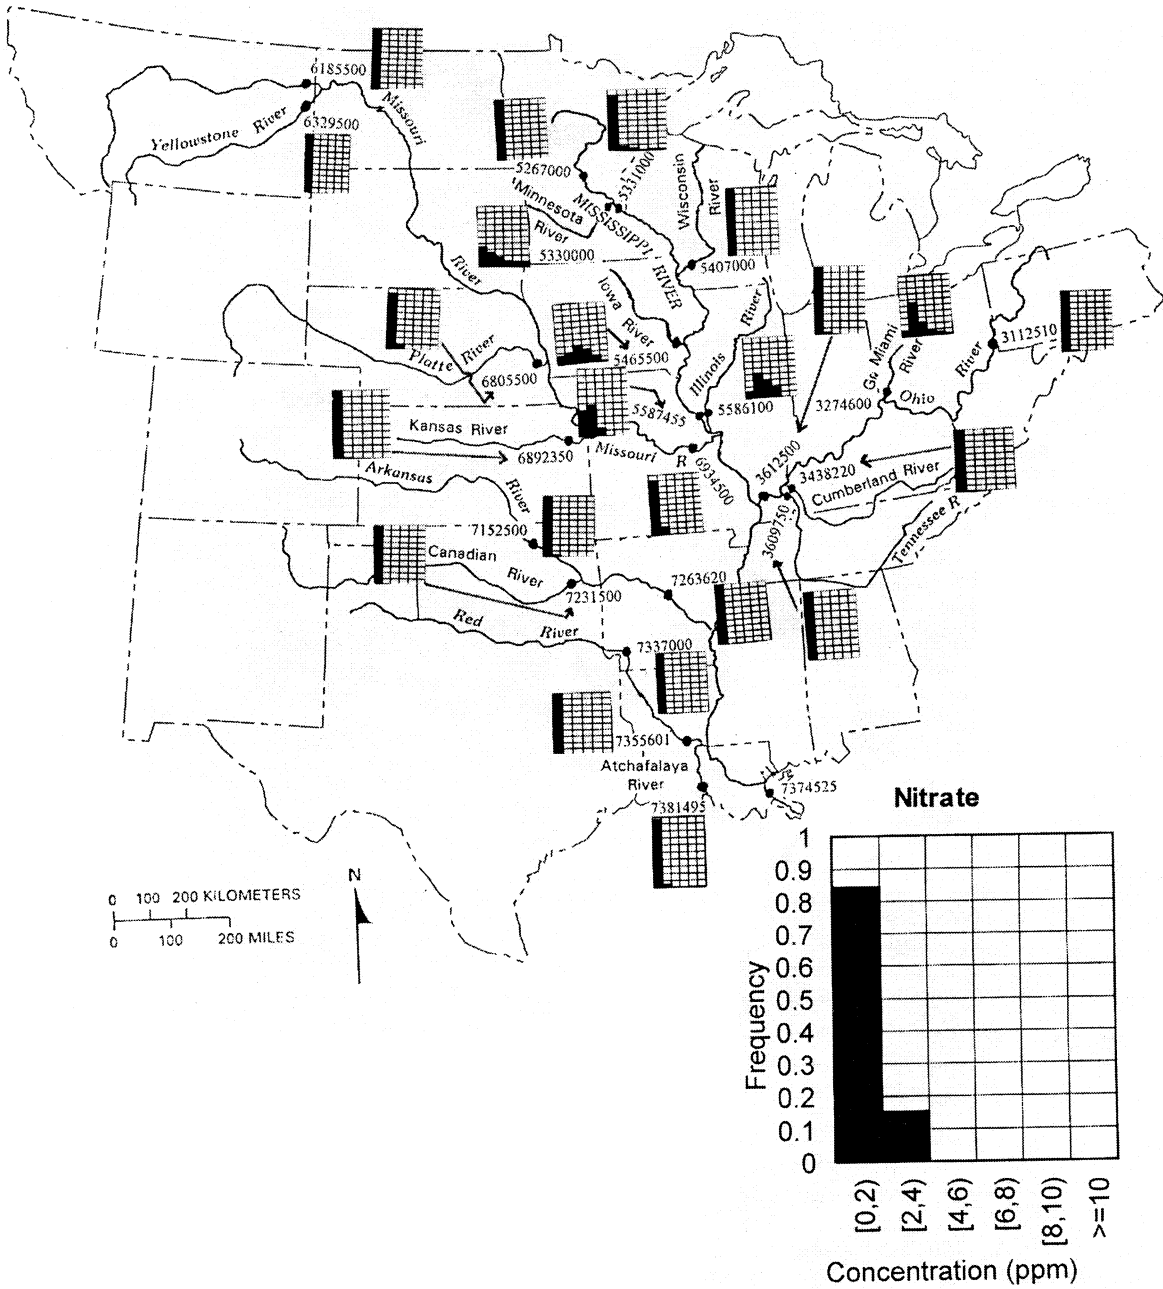 6185500
Missouri
Yellowstone River
6329500
5267000
5331000
Wisconsin
River
Minnesota
River
MISSISSIPPI RIVER
5330000
5407000
River
Iowa River
River
Illinois
Gr Miami
River
River
3112510
Platte River
6805500
5465500
5587455
5586100
3274600
Ohio
Kansas River
6892350
Missouri R
6934500
3612500
3438220
Cumberland River
Arkansas
River
7152500
3609750
Tennessee R
Canadian
River
7231500
7263620
Red River
7337000
7355601
Atchafalaya
River
7381495
7374525
N
0 100 200 KILOMETERS
0 100 200 MILES
Nitrate
Frequency
1
0.9
0.8
0.7
0.6
0.5
0.4
0.3
0.2
0.1
0
[0,2)
[2,4)
[4,6)
[6,8)
[8,10)
>=10
Concentration (ppm)